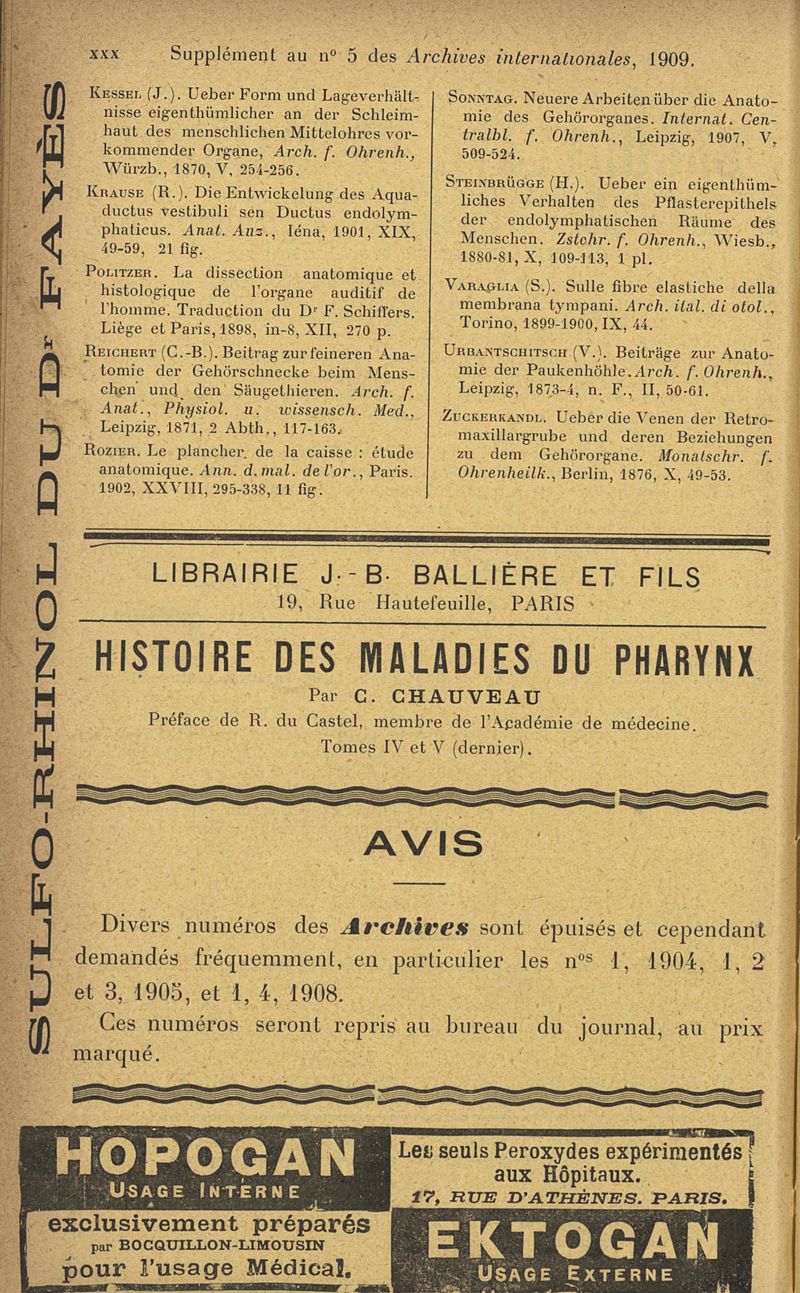 xxx Supplément au nº 5 des Archives internationales, 1909.
SULFO-RHINOL DU Dr FAYÈS
KESSEL (J.). Ueber Form und Lageverhält-
nisse eigenthümlicher an der Schleim-
haut des menschlichen Mittelohres vor-
kommender Organe, Arch. f. Ohrenh.,
Würzb., 1870, V, 254-256.
KRAUSE (R.). Die Entwickelung des Aqua-
ductus vestibuli sen Ductus endolym-
phaticus. Anat. Anz., Iéna, 1901, XIX,
49-59, 21 fig.
POLITZER. La dissection anatomique et
histologique de l'organe auditif de
l'homme. Traduction du Dr F. Schiffers.
Liège et Paris, 1898, in-8, XII, 270 p.
REICHERT (C.-B.). Beitrag zur feineren Ana-
tomie der Gehörschnecke beim Mens-
chen und den Säugethieren. Arch. f.
Anat., Physiol. u. wissensch. Med.,
Leipzig, 1871, 2 Abth., 117-163.
ROZIER. Le plancher de la caisse : étude
anatomique. Ann. d. mal. de l'or., Paris.
1902, XXVIII, 295-338, 11 fig.
SONNTAG. Neuere Arbeiten über die Anato-
mie des Gehörorganes. Internat. Cen-
tralbl. f. Ohrenh., Leipzig, 1907, V,
509-524.
STEINBRÜGGE (H.). Ueber ein eigenthüm-
liches Verhalten des Pflasterepithels
der endolymphatischen Räume des
Menschen. Zstchr. f. Ohrenh., Wiesb.,
1880-81, X, 109-113, 1 pl.
VARAGLIA (S.). Sulle fibre elastiche della
membrana tympani. Arch. ital. di otol.,
Torino, 1899-1900, IX, 44.
URBANTSCHITSCH (V.). Beiträge zur Anato-
mie der Paukenhöhle. Arch. f. Ohrenh.,
Leipzig, 1873-4, n. F., II, 50-61.
ZUCKERKANDL. Ueber die Venen der Retro-
maxillargrube und deren Beziehungen
zu dem Gehörorgane. Monatschr. f.
Ohrenheilk., Berlin, 1876, X, 49-53.
LIBRAIRIE J.-B. BALLIÈRE ET FILS
19, Rue Hautefeuille, PARIS
HISTOIRE DES MALADIES DU PHARYNX
Par C. CHAUVEAU
Préface de R. du Castel, membre de l'Académie de médecine.
Tomes IV et V (dernier).
AVIS
Divers numéros des Archives sont épuisés et cependant
demandés fréquemment, en particulier les nos 1, 1904, 1, 2
et 3, 1905, et 1, 4, 1908.
Ces numéros seront repris au bureau du journal, au prix
marqué.
HOPOGAN
USAGE INTERNE
Les seuls Peroxydes expérimentés
aux Hôpitaux.
17, RUE D'ATHÈNES. PARIS.
exclusivement préparés
par BOCQUILLON-LIMOUSIN
pour l'usage Médical.
EKTOGAN
USAGE EXTERNE